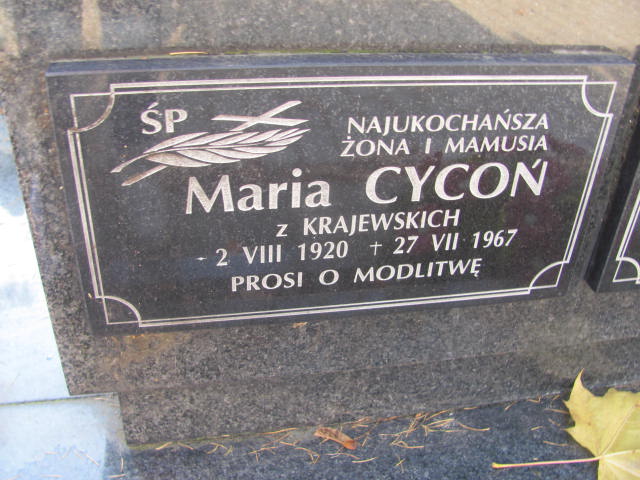 ŚP
NAJUKOCHAŃSZA
ŻONA I MAMUSIA
Maria CYCOŃ
z KRAJEWSKICH
2 VIII 1920 + 27 VII 1967
PROSI O MODLITWĘ